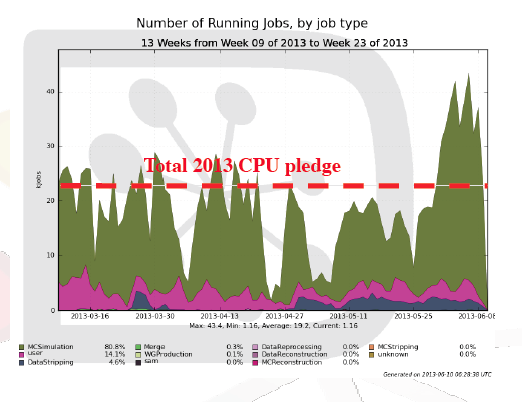 Number of Running Jobs, by job type
13 Weeks from Week 09 of 2013 to Week 23 of 2013
40
30
20
10
0
kjobs
Total 2013 CPU pledge
2013-03-16 2013-03-30 2013-04-13 2013-04-27 2013-05-11 2013-05-25 2013-06-08
Max: 43.4, Min: 1.16, Average: 19.2, Current: 1.16
MCSimulation 80.8% Merge 0.3% DataReprocessing 0.0% MCStripping 0.0%
user 14.1% WGProduction 0.1% DataReconstruction 0.0% unknown 0.0%
DataStripping 4.6% sam 0.0% MCReconstruction 0.0%
Generated on 2013-06-10 06:28:38 UTC